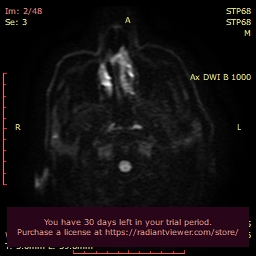 Im: 2/48
Se: 3
A
STP68
STP68
M
Ax DWI B 1000
R
L
You have 30 days left in your trial period.
Purchase a license at https://radiantviewer.com/store/